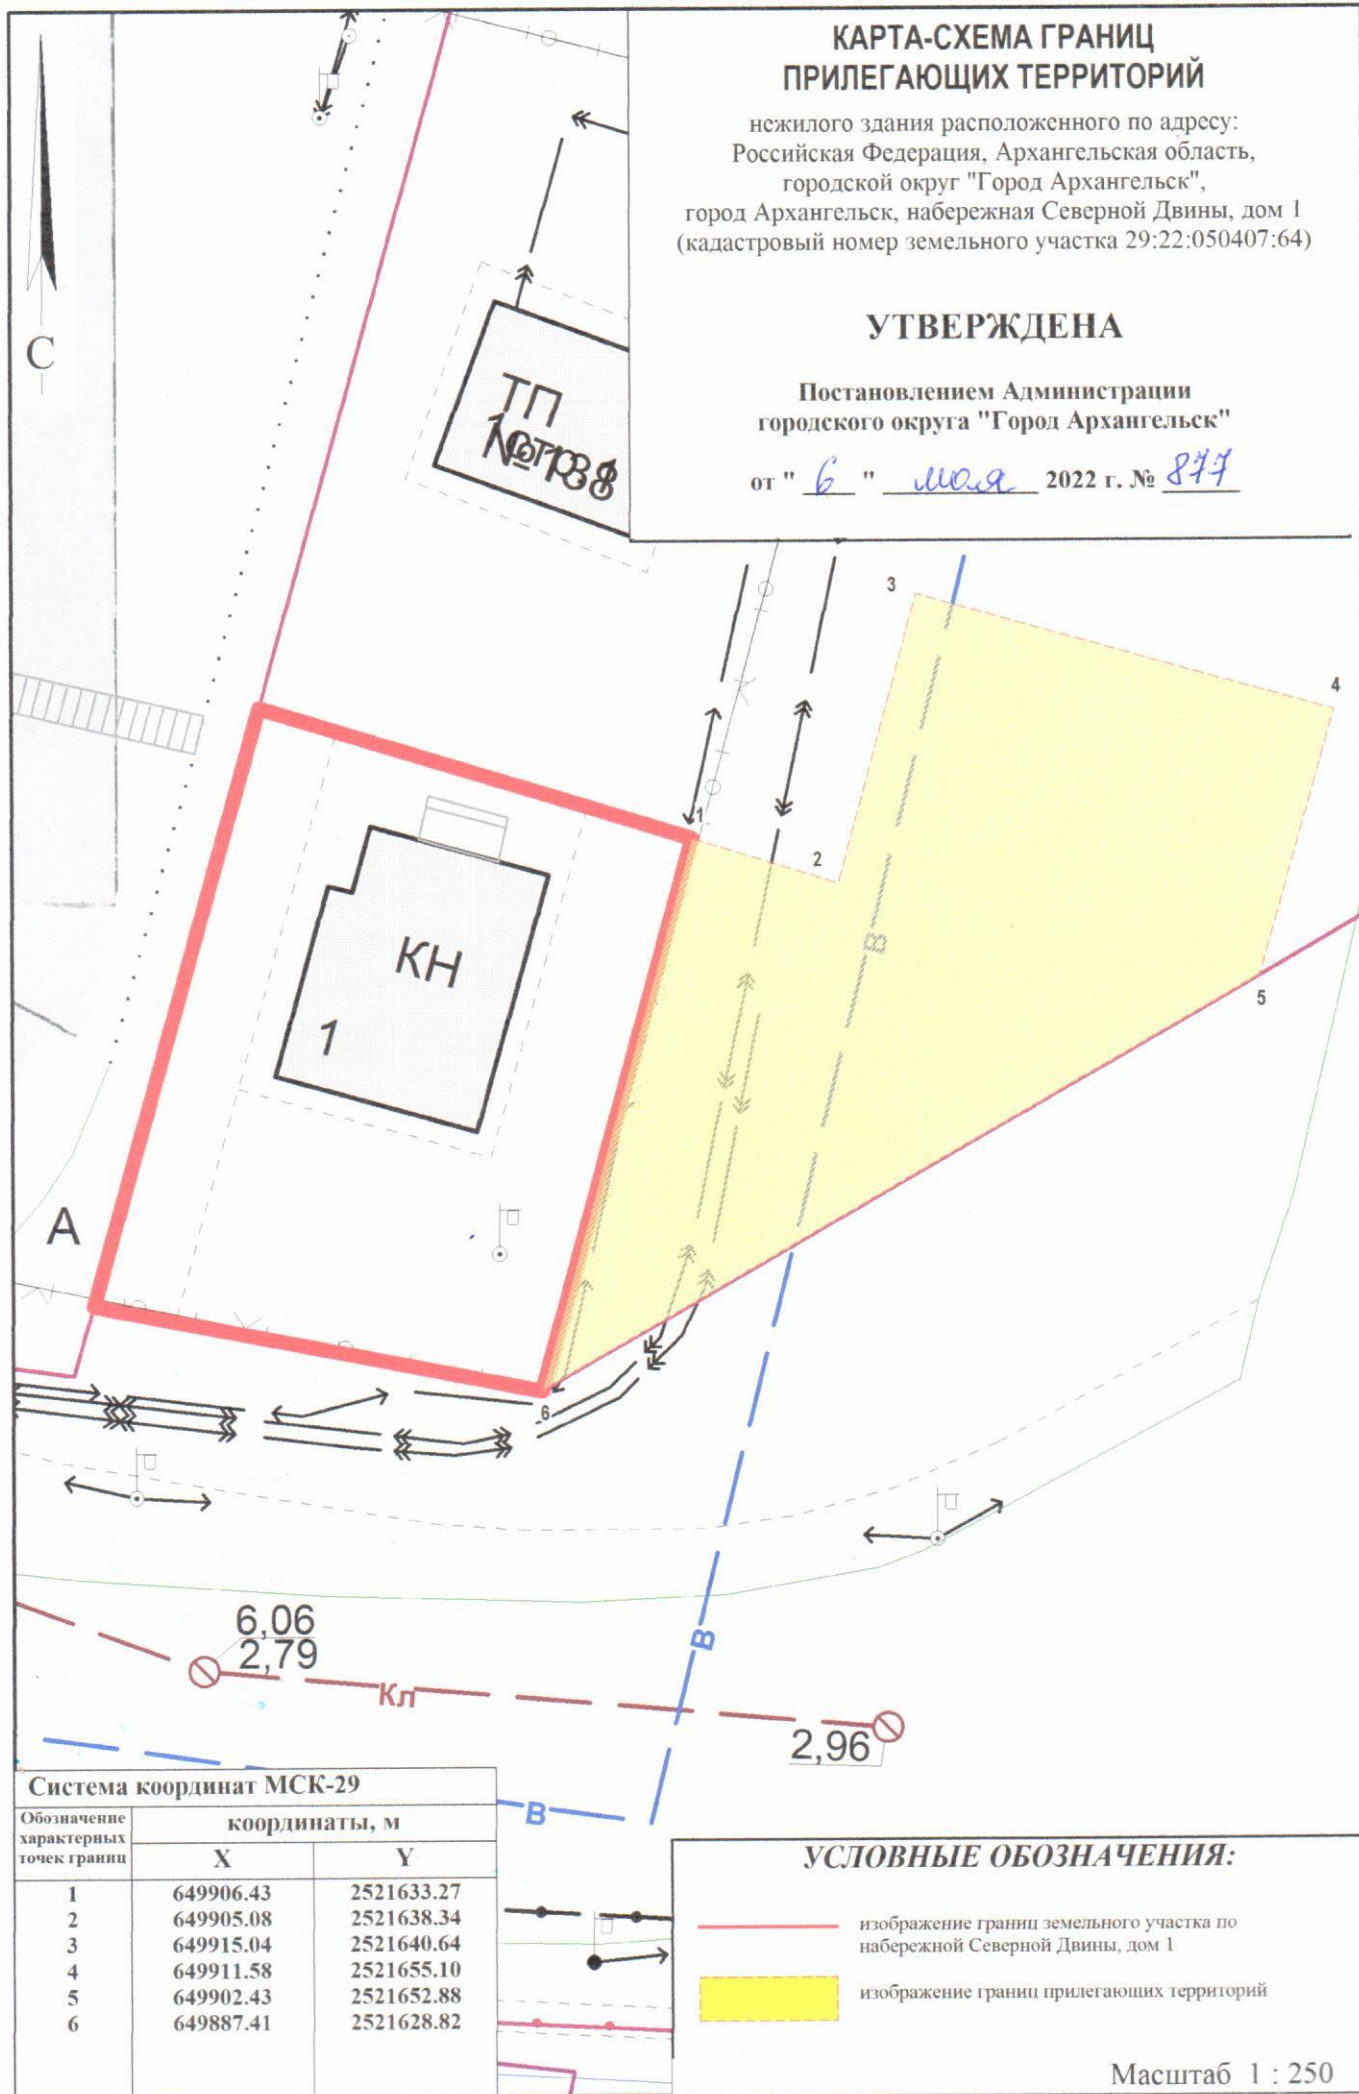 КАРТА-СХЕМА ГРАНИЦ
ПРИЛЕГАЮЩИХ ТЕРРИТОРИЙ
нежилого здания расположенного по адресу:
Российская Федерация, Архангельская область,
городской округ "Город Архангельск",
город Архангельск, набережная Северной Двины, дом 1
(кадастровый номер земельного участка 29:22:050407:64)
УТВЕРЖДЕНА
Постановлением Администрации
городского округа "Город Архангельск"
от " 6 " мая 2022 г. № 877
С
ТП
3
4
1
2
В
КН
1
5
А
6
6,06
2,79
Кл
В
2,96
В
Система координат МСК-29
Обозначение характерных точек границ
координаты, м
X Y
1 649906.43 2521633.27
2 649905.08 2521638.34
3 649915.04 2521640.64
4 649911.58 2521655.10
5 649902.43 2521652.88
6 649887.41 2521628.82
УСЛОВНЫЕ ОБОЗНАЧЕНИЯ:
изображение границ земельного участка по
набережной Северной Двины, дом 1
изображение границ прилегающих территорий
Масштаб 1 : 250